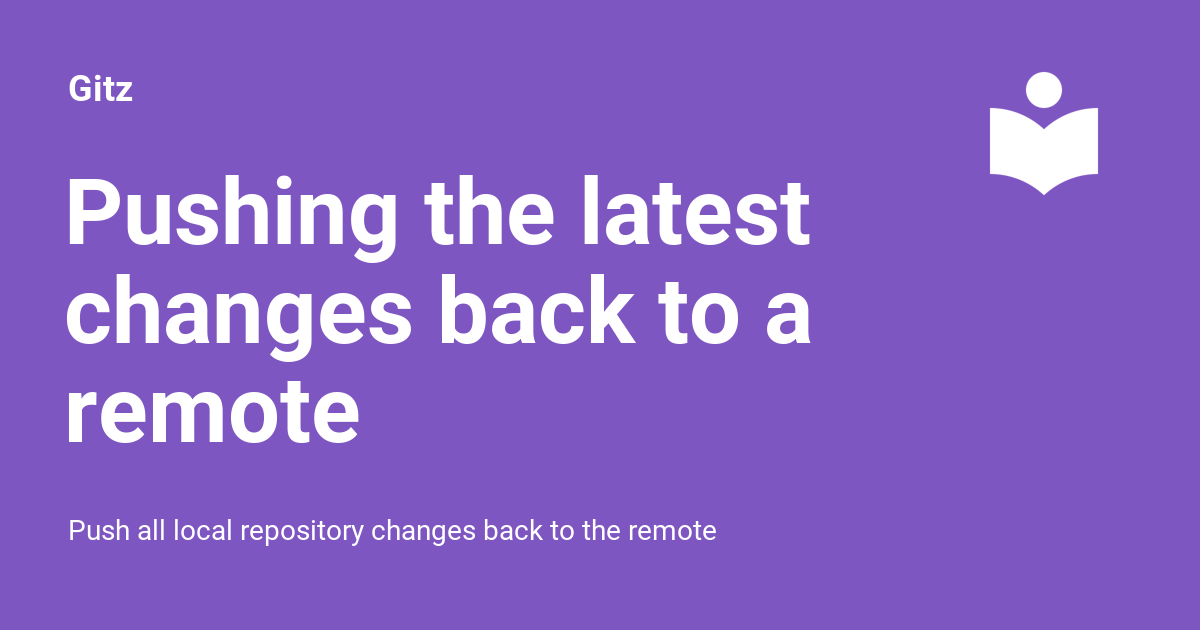 Gitz
Pushing the latest
changes back to a
remote
Push all local repository changes back to the remote